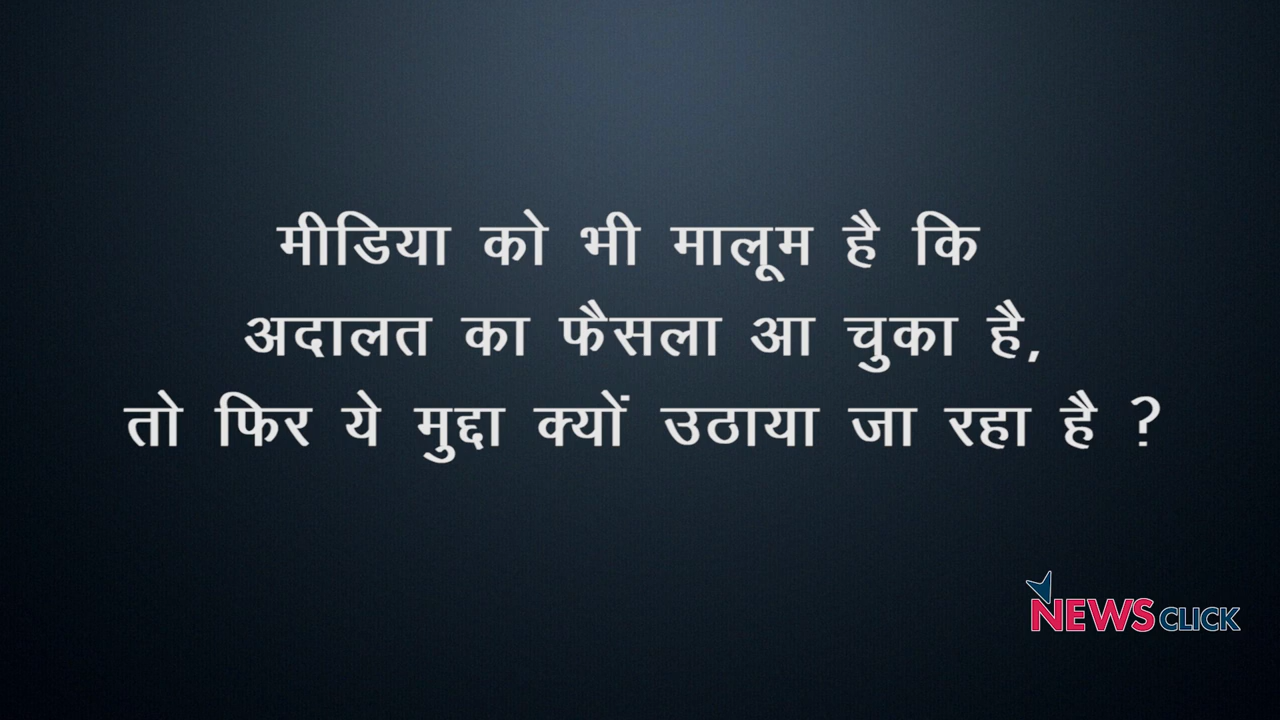 मीडिया को भी मालूम है कि
अदालत का फैसला आ चुका है,
तो फिर ये मुद्दा क्यों उठाया जा रहा है ?
NEWSCLICK